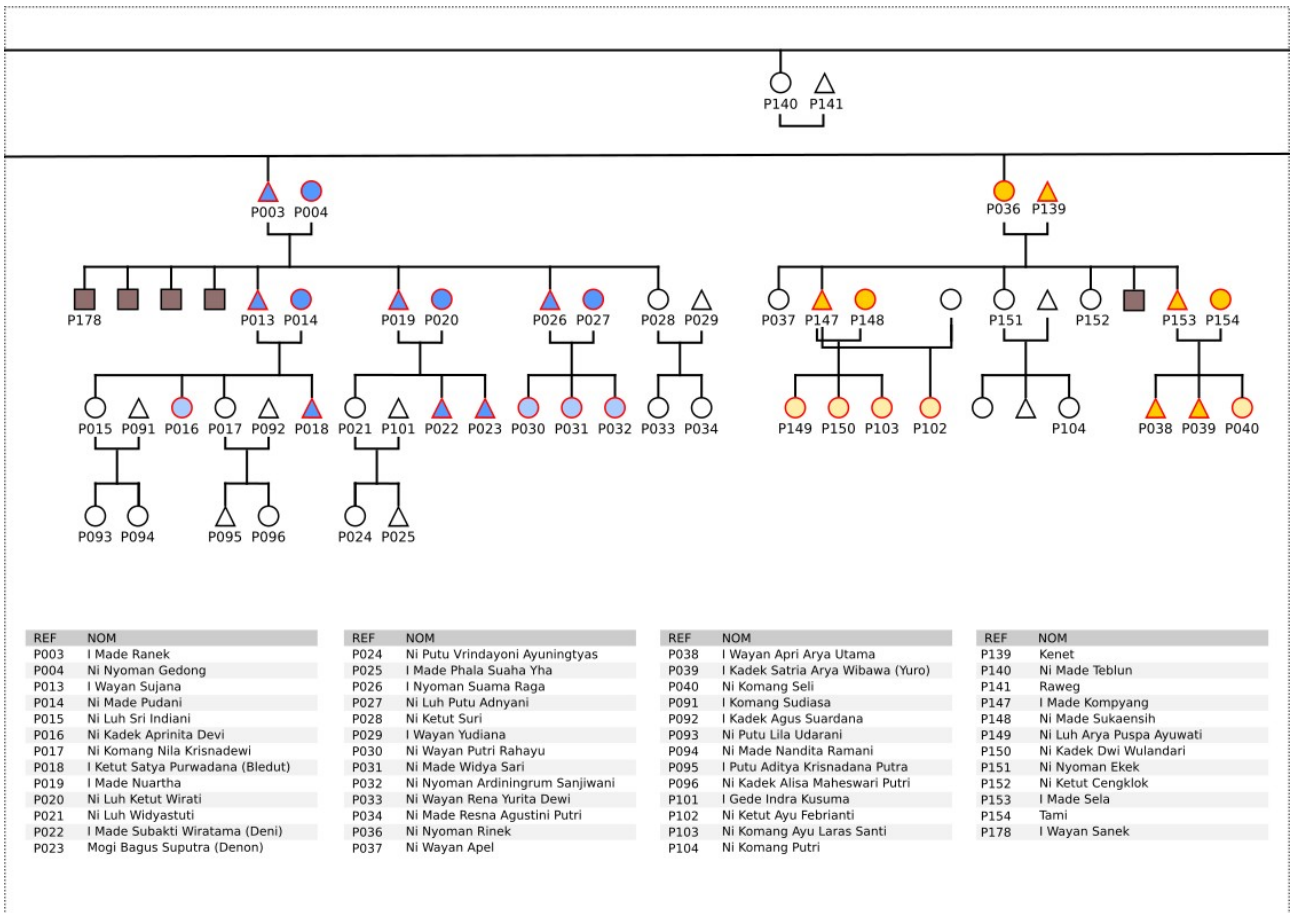 P140 P141
P003 P004 P036 P139
P178 P013 P014 P019 P020 P026 P027 P028 P029 P037 P147 P148 P151 P152 P153 P154
P015 P091 P016 P017 P092 P018 P021 P101 P022 P023 P030 P031 P032 P033 P034 P149 P150 P103 P102 P104 P038 P039 P040
P093 P094 P095 P096 P024 P025
REF NOM
P003 I Made Ranek
P004 Ni Nyoman Gedong
P013 I Wayan Sujana
P014 Ni Made Pudani
P015 Ni Luh Sri Indiani
P016 Ni Kadek Aprinita Devi
P017 Ni Komang Nila Krisnadewi
P018 I Ketut Satya Purwadana (Bledut)
P019 I Made Nuartha
P020 Ni Luh Ketut Wirati
P021 Ni Luh Widyastuti
P022 I Made Subakti Wiratama (Deni)
P023 Mogi Bagus Suputra (Denon)
REF NOM
P024 Ni Putu Vrindayoni Ayuningtyas
P025 I Made Phala Suaha Yha
P026 I Nyoman Suama Raga
P027 Ni Luh Putu Adnyani
P028 Ni Ketut Suri
P029 I Wayan Yudiana
P030 Ni Wayan Putri Rahayu
P031 Ni Made Widya Sari
P032 Ni Nyoman Ardiningrum Sanjiwani
P033 Ni Wayan Rena Yurita Dewi
P034 Ni Made Resna Agustini Putri
P036 Ni Nyoman Rinek
P037 Ni Wayan Apel
REF NOM
P038 I Wayan Apri Arya Utama
P039 I Kadek Satria Arya Wibawa (Yuro)
P040 Ni Komang Seli
P091 I Komang Sudiasa
P092 I Kadek Agus Suardana
P093 Ni Putu Lila Udarani
P094 Ni Made Nandita Ramani
P095 I Putu Aditya Krisnadana Putra
P096 Ni Kadek Alisa Maheswari Putri
P101 I Gede Indra Kusuma
P102 Ni Ketut Ayu Febrianti
P103 Ni Komang Ayu Laras Santi
P104 Ni Komang Putri
REF NOM
P139 Kenet
P140 Ni Made Teblun
P141 Raweg
P147 I Made Kompyang
P148 Ni Made Sukaensih
P149 Ni Luh Arya Puspa Ayuwati
P150 Ni Kadek Dwi Wulandari
P151 Ni Nyoman Ekek
P152 Ni Ketut Cengklok
P153 I Made Sela
P154 Tami
P178 I Wayan Sanek